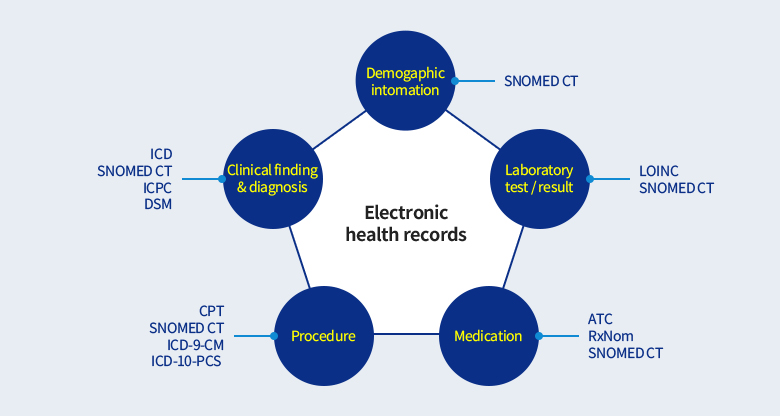 Demogaphic
intomation
SNOMED CT
ICD
SNOMED CT
ICPC
DSM
Clinical finding
& diagnosis
Laboratory
test / result
LOINC
SNOMED CT
Electronic
health records
CPT
SNOMED CT
ICD-9-CM
ICD-10-PCS
Procedure
Medication
ATC
RxNom
SNOMED CT